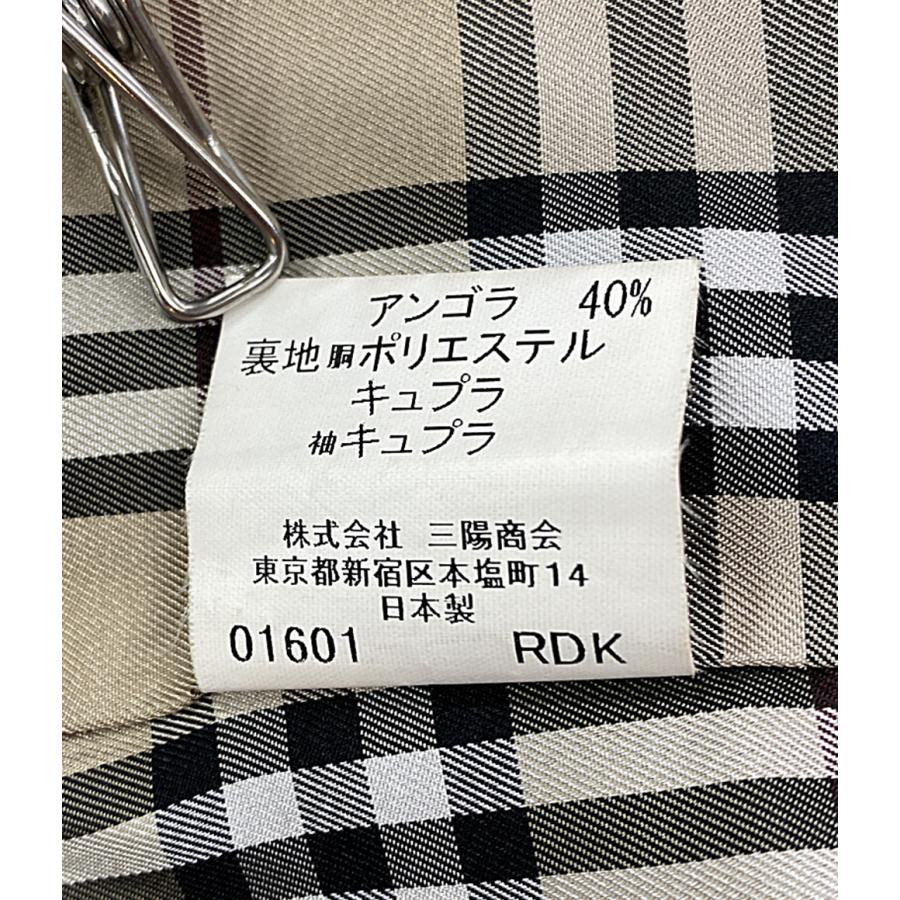 アンゴラ 40%
裏地胴ポリエステル
キュプラ
袖キュプラ
株式会社 三陽商会
東京都新宿区本塩町14
日本製
01601 RDK